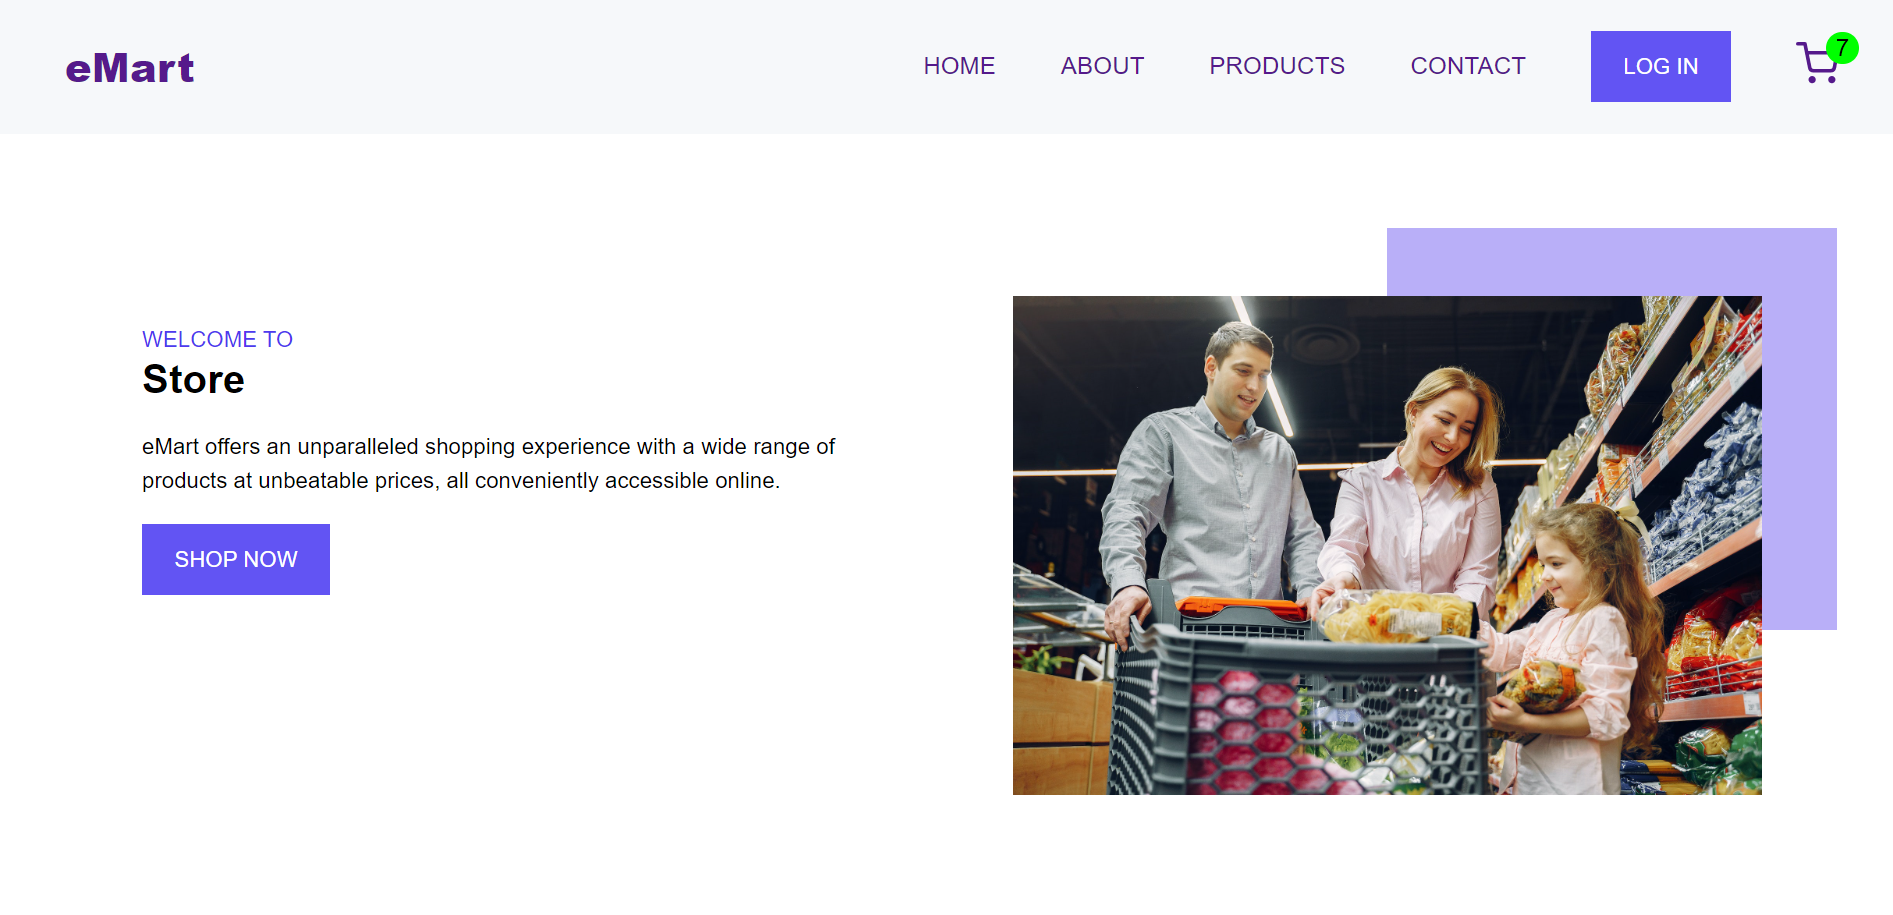 eMart
HOME
ABOUT
PRODUCTS
CONTACT
LOG IN
7
WELCOME TO
Store
eMart offers an unparalleled shopping experience with a wide range of
products at unbeatable prices, all conveniently accessible online.
SHOP NOW